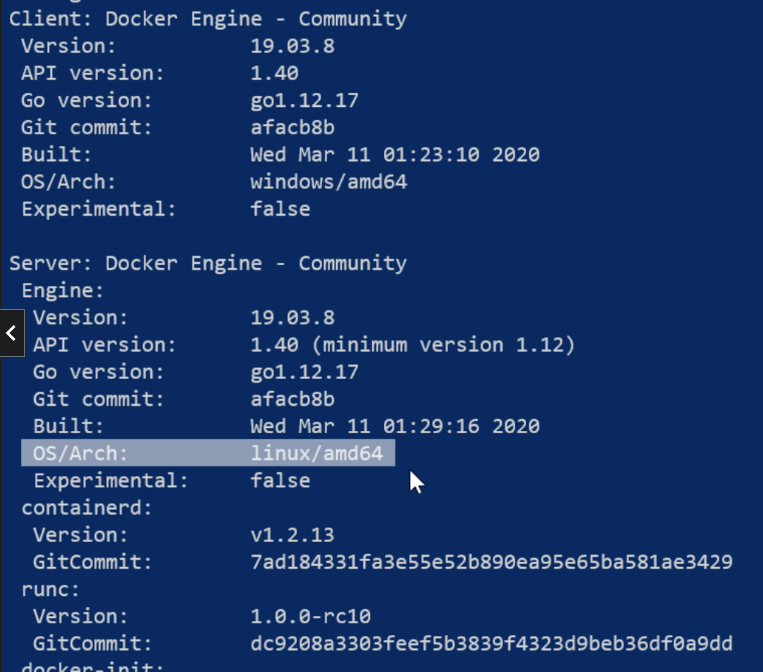 Client: Docker Engine - Community
Version: 19.03.8
API version: 1.40
Go version: go1.12.17
Git commit: afacb8b
Built: Wed Mar 11 01:23:10 2020
OS/Arch: windows/amd64
Experimental: false
Server: Docker Engine - Community
Engine:
Version: 19.03.8
API version: 1.40 (minimum version 1.12)
Go version: go1.12.17
Git commit: afacb8b
Built: Wed Mar 11 01:29:16 2020
OS/Arch: linux/amd64
Experimental: false
containerd:
Version: v1.2.13
GitCommit: 7ad184331fa3e55e52b890ea95e65ba581ae3429
runc:
Version: 1.0.0-rc10
GitCommit: dc9208a3303feef5b3839f4323d9beb36df0a9dd
docker-init: